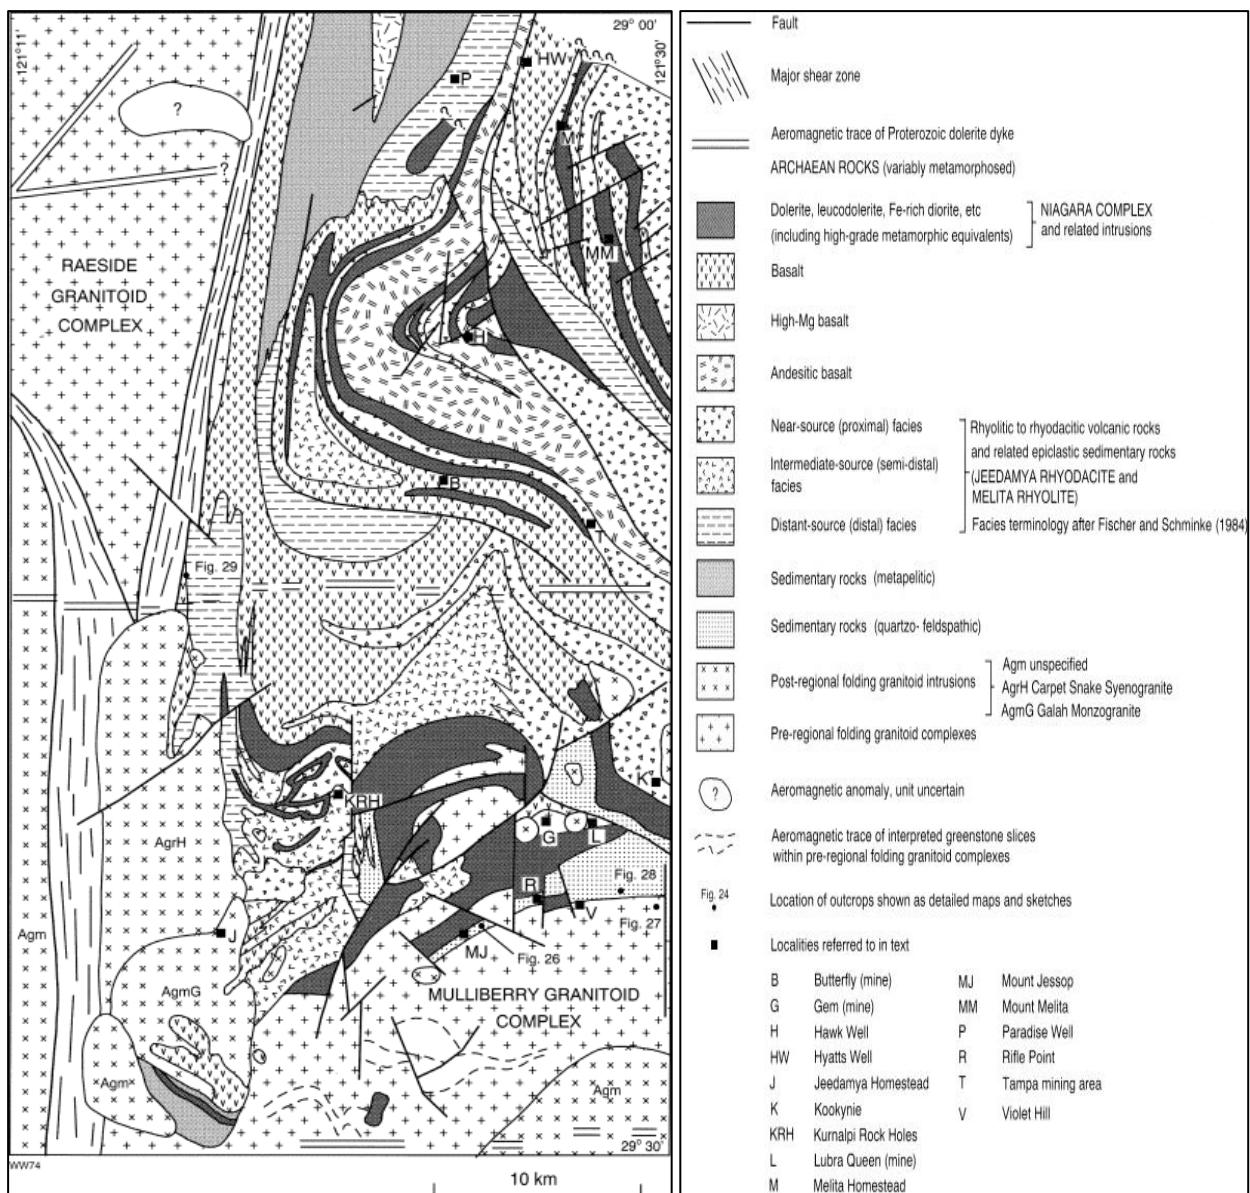 121° 11'
29° 00'
121° 30'
HW
P
?
M
?
?
RAESIDE
GRANITOID
COMPLEX
MM
H
B
T
Fig. 29
K
KRH
AgrH
G
L
R
Fig. 28
V
Fig. 27
Agm
J
MJ
Fig. 26
AgmG
MULLIBERRY GRANITOID
COMPLEX
Agm
Agm
29° 30'
WW74
10 km
Fault
Major shear zone
Aeromagnetic trace of Proterozoic dolerite dyke
ARCHAEAN ROCKS (variably metamorphosed)
Dolerite, leucodolerite, Fe-rich diorite, etc
(including high-grade metamorphic equivalents)
NIAGARA COMPLEX
and related intrusions
Basalt
High-Mg basalt
Andesitic basalt
Near-source (proximal) facies
Intermediate-source (semi-distal)
facies
Distant-source (distal) facies
Rhyolitic to rhyodacitic volcanic rocks
and related epiclastic sedimentary rocks
(JEEDAMYA RHYODACITE and
MELITA RHYOLITE)
Facies terminology after Fischer and Schminke (1984)
Sedimentary rocks (metapelitic)
Sedimentary rocks (quartzo- feldspathic)
Post-regional folding granitoid intrusions
Agm unspecified
AgrH Carpet Snake Syenogranite
AgmG Galah Monzogranite
Pre-regional folding granitoid complexes
?
Aeromagnetic anomaly, unit uncertain
Aeromagnetic trace of interpreted greenstone slices
within pre-regional folding granitoid complexes
Fig. 24
Location of outcrops shown as detailed maps and sketches
Localities referred to in text
B Butterfly (mine)
G Gem (mine)
H Hawk Well
HW Hyatts Well
J Jeedamya Homestead
K Kookynie
KRH Kurnalpi Rock Holes
L Lubra Queen (mine)
M Melita Homestead
MJ Mount Jessop
MM Mount Melita
P Paradise Well
R Rifle Point
T Tampa mining area
V Violet Hill